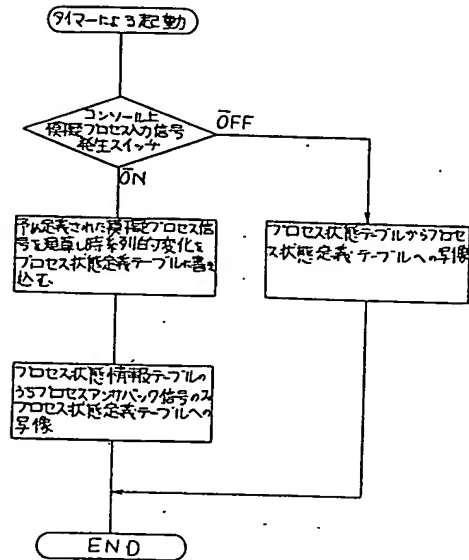 タイマーによる起動
コンソール上
模擬プロセス入力信号
発生スイッチ
OFF
ON
予め定義された模擬プロセス信
号を演算し時系列的変化を
プロセス状態定義テーブルに書き
込む
プロセス状態テーブルからプロセ
ス状態定義テーブルへの写像
プロセス状態情報テーブルの
うちプロセスアンサバック信号のみ
プロセス状態定義テーブルへの
写像
END